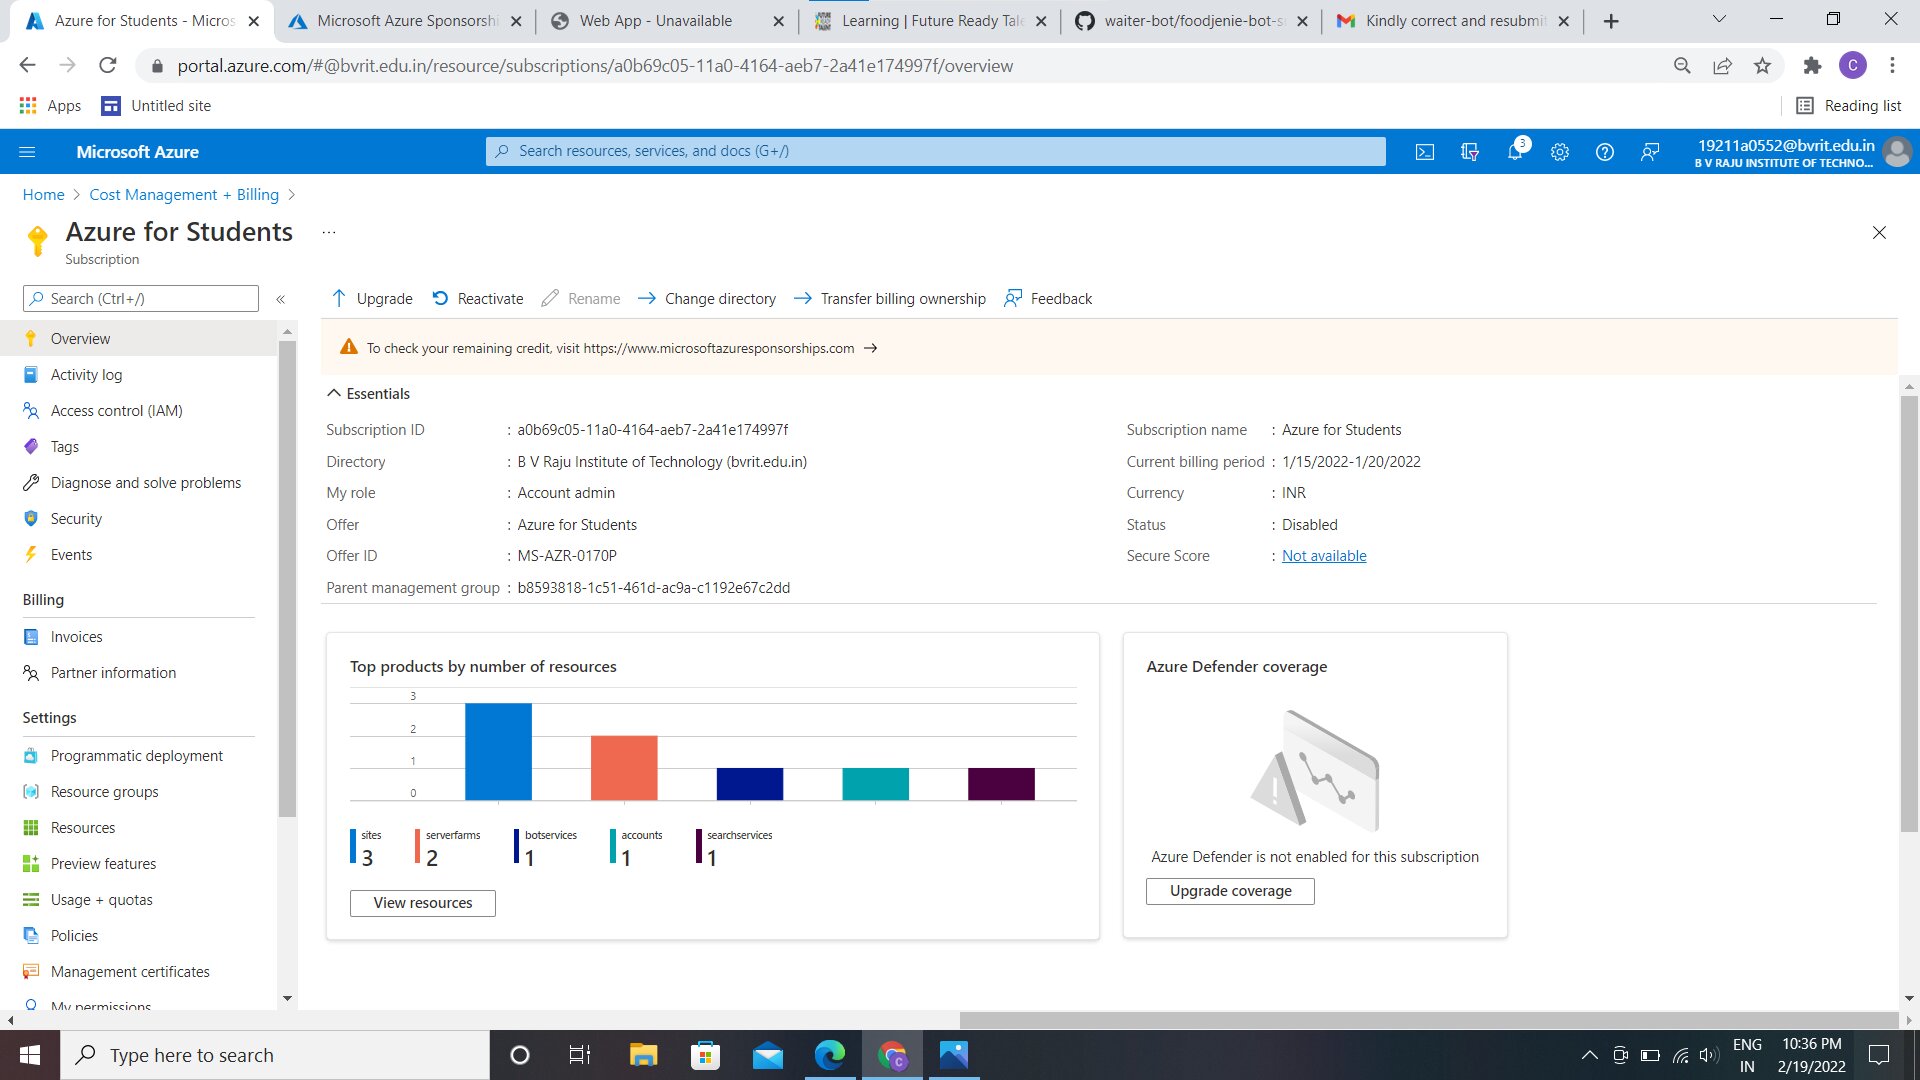 Azure for Students - Micros
Microsoft Azure Sponsorshi
Web App - Unavailable
Learning | Future Ready Tale
waiter-bot/foodjenie-bot-s
Kindly correct and resubmit
portal.azure.com/#@bvrit.edu.in/resource/subscriptions/a0b69c05-11a0-4164-aeb7-2a41e174997f/overview
C
Apps
Untitled site
Reading list
Microsoft Azure
Search resources, services, and docs (G+/)
3
19211a0552@bvrit.edu.in
B V RAJU INSTITUTE OF TECHNO...
Home > Cost Management + Billing >
Azure for Students ...
Subscription
Search (Ctrl+/)
«
Upgrade
Reactivate
Rename
Change directory
Transfer billing ownership
Feedback
To check your remaining credit, visit https://www.microsoftazuresponsorships.com →
Overview
Activity log
Access control (IAM)
Tags
Diagnose and solve problems
Security
Events
Billing
Invoices
Partner information
Settings
Programmatic deployment
Resource groups
Resources
Preview features
Usage + quotas
Policies
Management certificates
My permissions
Essentials
Subscription ID : a0b69c05-11a0-4164-aeb7-2a41e174997f
Directory : B V Raju Institute of Technology (bvrit.edu.in)
My role : Account admin
Offer : Azure for Students
Offer ID : MS-AZR-0170P
Parent management group : b8593818-1c51-461d-ac9a-c1192e67c2dd
Subscription name : Azure for Students
Current billing period : 1/15/2022-1/20/2022
Currency : INR
Status : Disabled
Secure Score : Not available
Top products by number of resources
3
2
1
0
sites
3
serverfarms
2
botservices
1
accounts
1
searchservices
1
View resources
Azure Defender coverage
Azure Defender is not enabled for this subscription
Upgrade coverage
Type here to search
ENG
IN
10:36 PM
2/19/2022